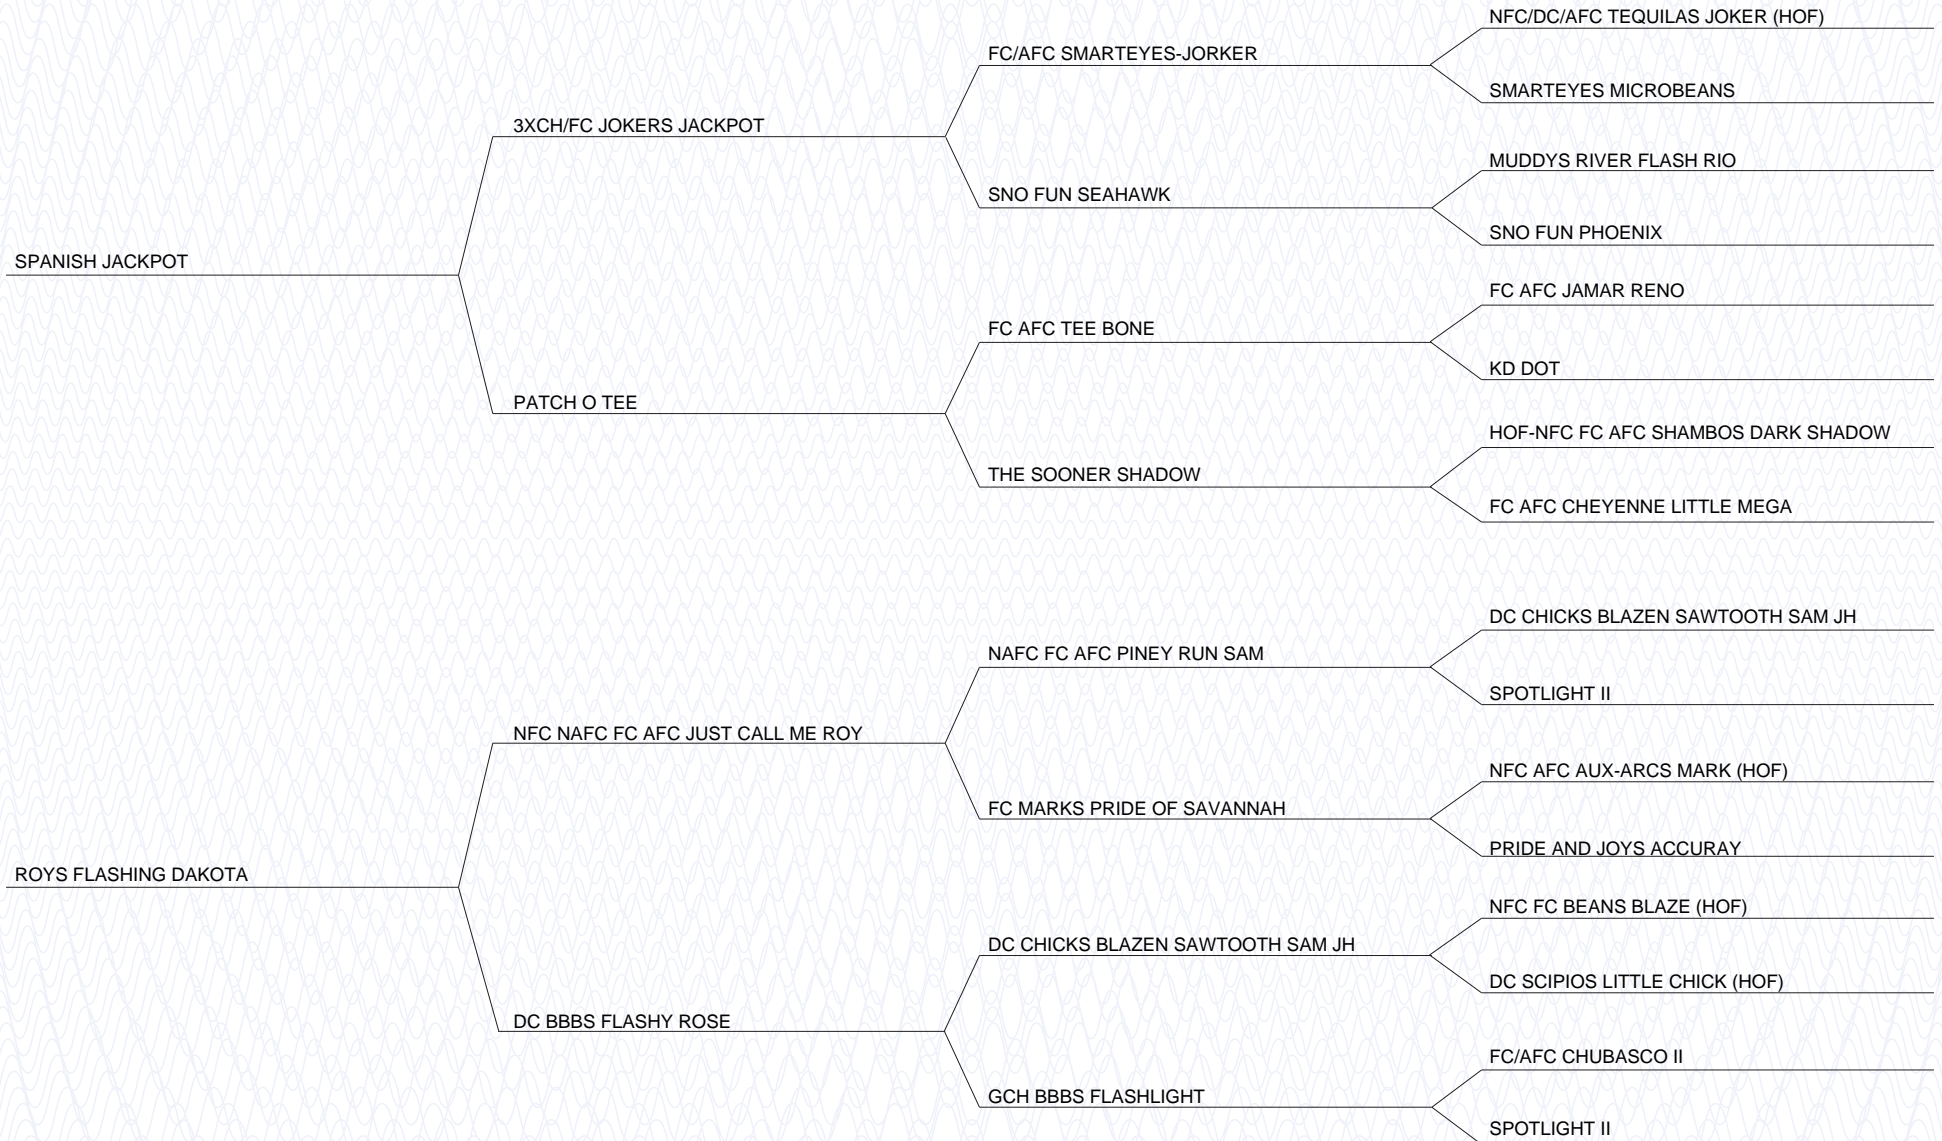 NFC/DC/AFC TEQUILAS JOKER (HOF)
FC/AFC SMARTEYES-JORKER
SMARTEYES MICROBEANS
3XCH/FC JOKERS JACKPOT
MUDDYS RIVER FLASH RIO
SNO FUN SEAHAWK
SNO FUN PHOENIX
SPANISH JACKPOT
FC AFC JAMAR RENO
FC AFC TEE BONE
KD DOT
PATCH O TEE
HOF-NFC FC AFC SHAMBOS DARK SHADOW
THE SOONER SHADOW
FC AFC CHEYENNE LITTLE MEGA
DC CHICKS BLAZEN SAWTOOTH SAM JH
NAFC FC AFC PINEY RUN SAM
SPOTLIGHT II
NFC NAFC FC AFC JUST CALL ME ROY
NFC AFC AUX-ARCS MARK (HOF)
FC MARKS PRIDE OF SAVANNAH
PRIDE AND JOYS ACCURAY
ROYS FLASHING DAKOTA
NFC FC BEANS BLAZE (HOF)
DC CHICKS BLAZEN SAWTOOTH SAM JH
DC SCIPIOS LITTLE CHICK (HOF)
DC BBBS FLASHY ROSE
FC/AFC CHUBASCO II
GCH BBBS FLASHLIGHT
SPOTLIGHT II